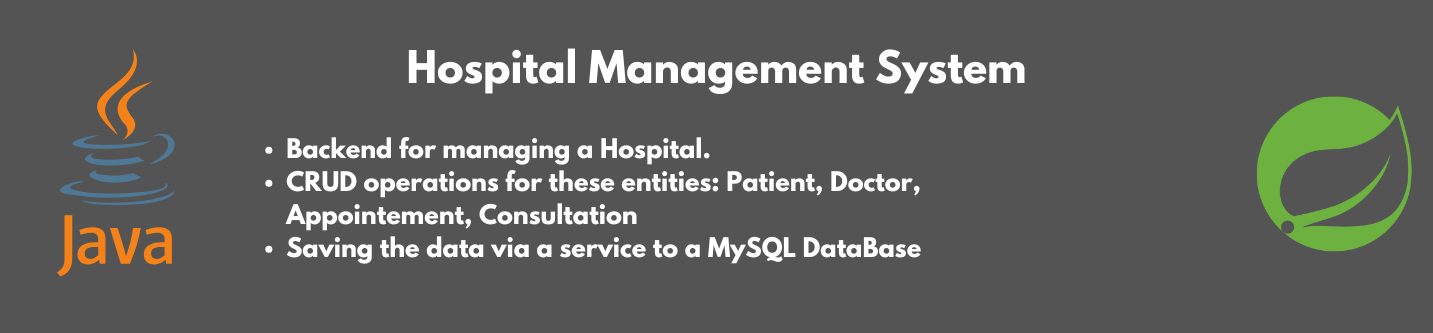 Hospital Management System
• Backend for managing a Hospital.
• CRUD operations for these entities: Patient, Doctor,
Appointement, Consultation
• Saving the data via a service to a MySQL DataBase
Java